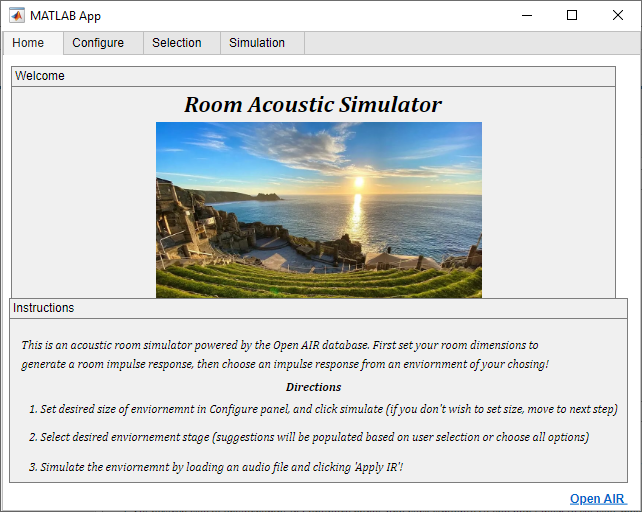 MATLAB App
Home Configure Selection Simulation
Welcome
Room Acoustic Simulator
Instructions
This is an acoustic room simulator powered by the Open AIR database. First set your room dimensions to
generate a room impulse response, then choose an impulse response from an enviornment of your chosing!
Directions
1. Set desired size of enviornemnt in Configure panel, and click simulate (if you don't wish to set size, move to next step)
2. Select desired enviornement stage (suggestions will be populated based on user selection or choose all options)
3. Simulate the enviornemnt by loading an audio file and clicking 'Apply IR'!
Open AIR